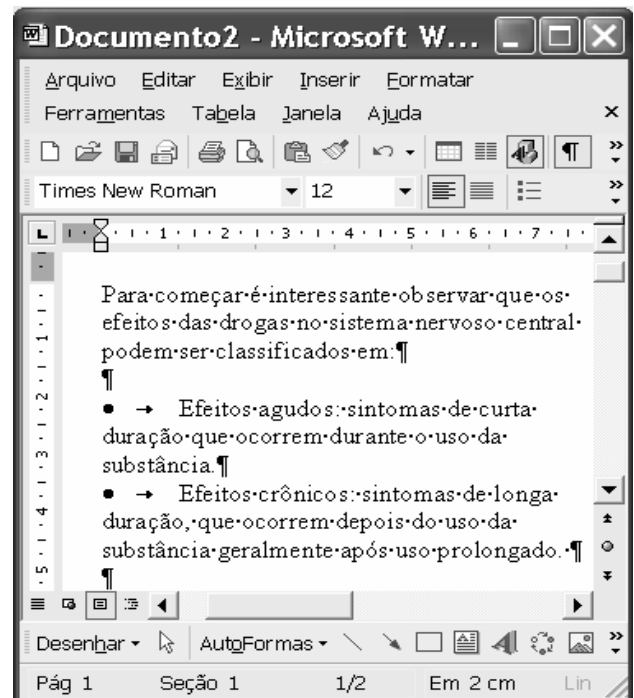 Documento2 - Microsoft W...
Arquivo Editar Exibir Inserir Formatar
Ferramentas Tabela Janela Ajuda
Times New Roman 12
L 1 2 3 4 5 6 7
Para·começar·é·interessante·observar·que·os·
efeitos·das·drogas·no·sistema·nervoso·central·
podem·ser·classificados·em:¶
¶
• → Efeitos·agudos:·sintomas·de·curta·
duração·que·ocorrem·durante·o·uso·da·
substância.¶
• → Efeitos·crônicos:·sintomas·de·longa·
duração,·que·ocorrem·depois·do·uso·da·
substância·geralmente·após·uso·prolongado.·¶
¶
Desenhar AutoFormas
Pág 1 Seção 1 1/2 Em 2 cm Lin